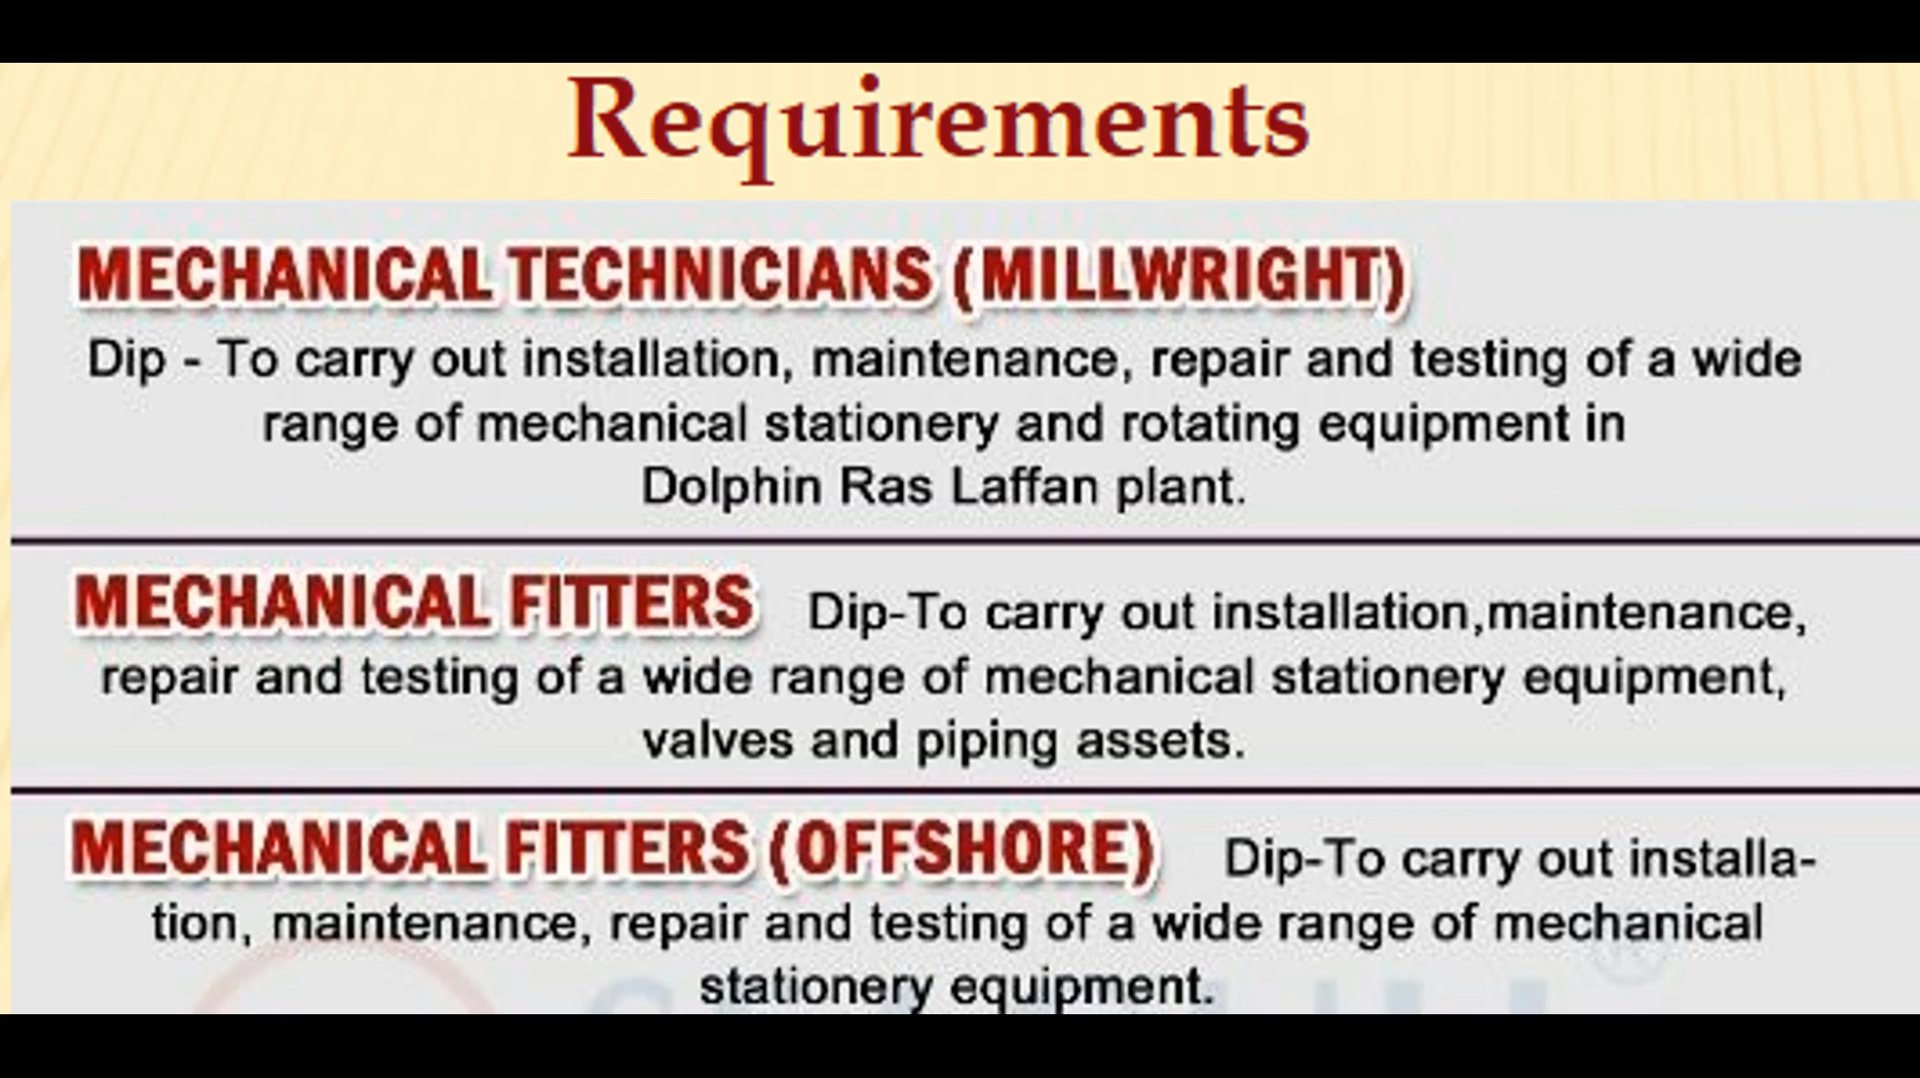 Requirements
MECHANICAL TECHNICIANS (MILLWRIGHT)
Dip - To carry out installation, maintenance, repair and testing of a wide
range of mechanical stationery and rotating equipment in
Dolphin Ras Laffan plant.
MECHANICAL FITTERS Dip-To carry out installation,maintenance,
repair and testing of a wide range of mechanical stationery equipment,
valves and piping assets.
MECHANICAL FITTERS (OFFSHORE) Dip-To carry out installa-
tion, maintenance, repair and testing of a wide range of mechanical
stationery equipment.